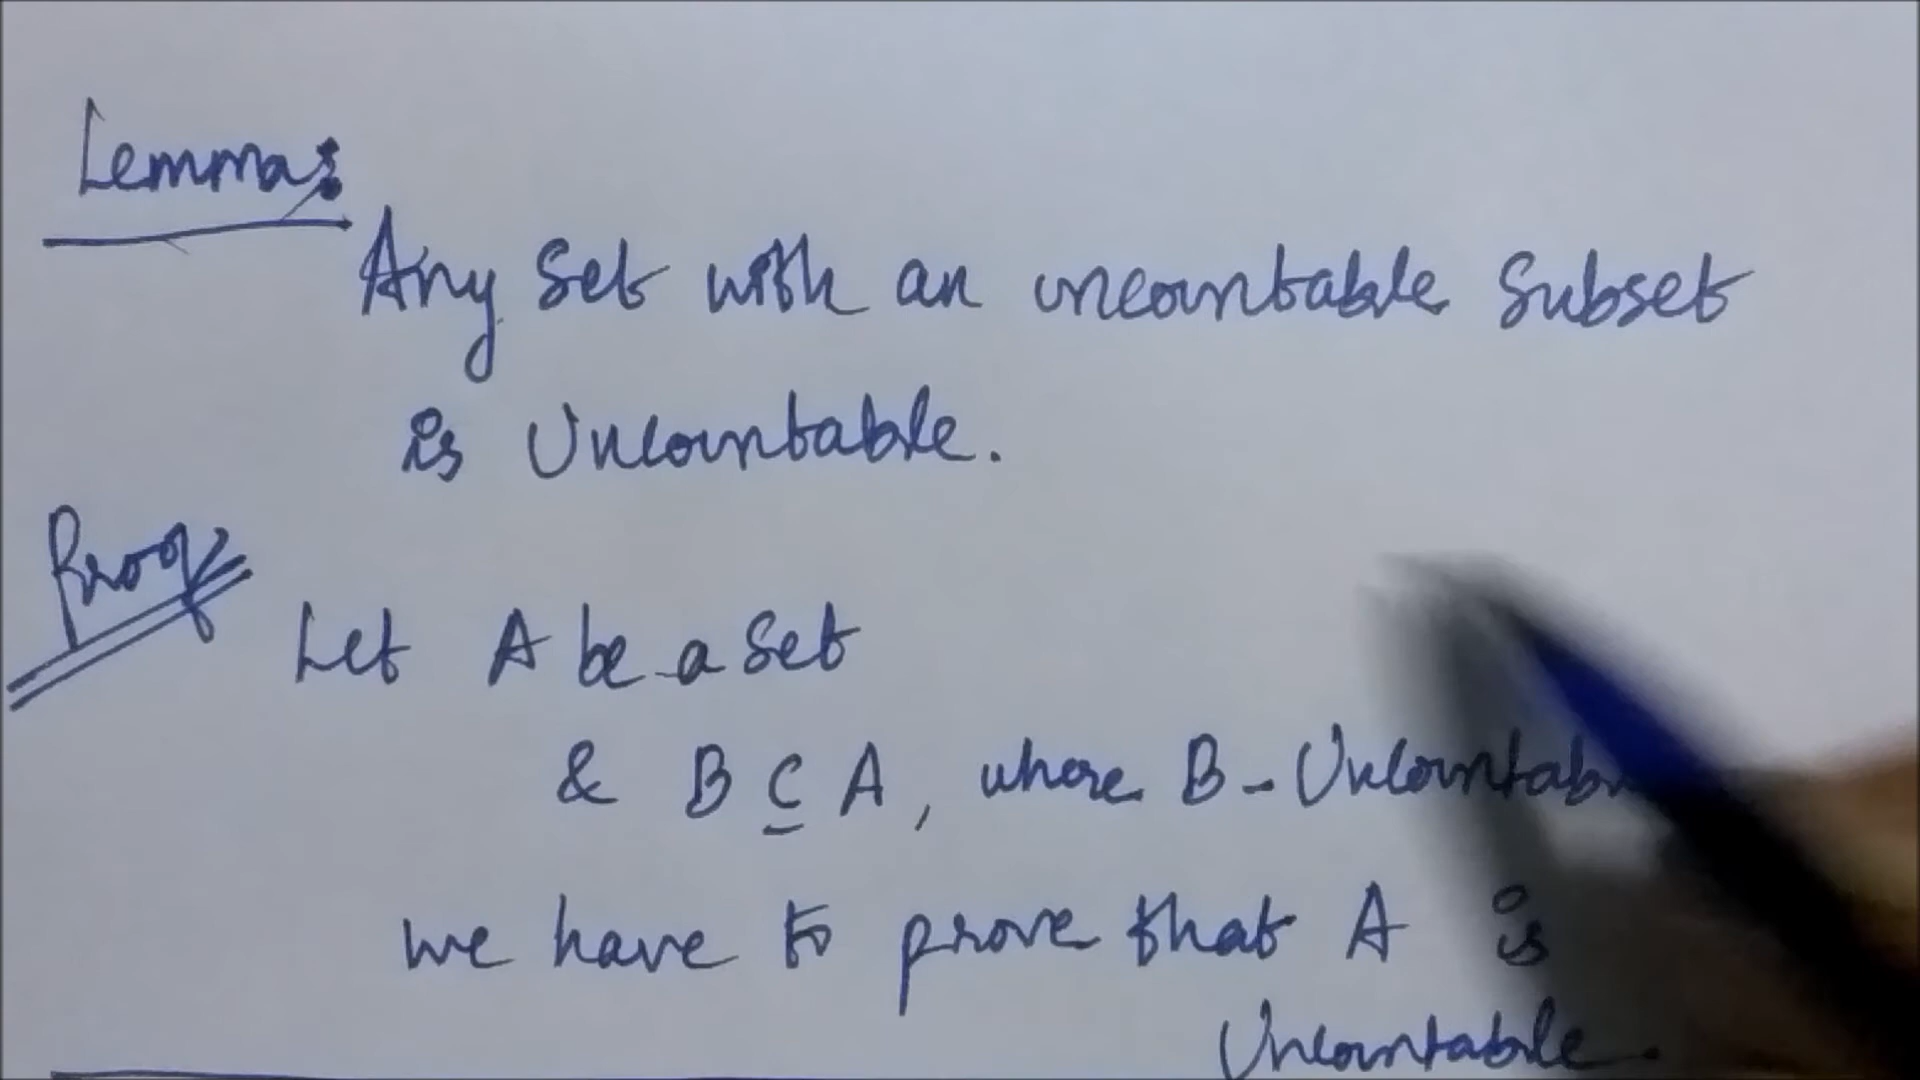 Lemma:
Any Set with an uncountable Subset
is Uncountable.
Proof
Let A be a Set
& B ⊆ A, where B - Uncountab
we have to prove that A is
Uncountable.